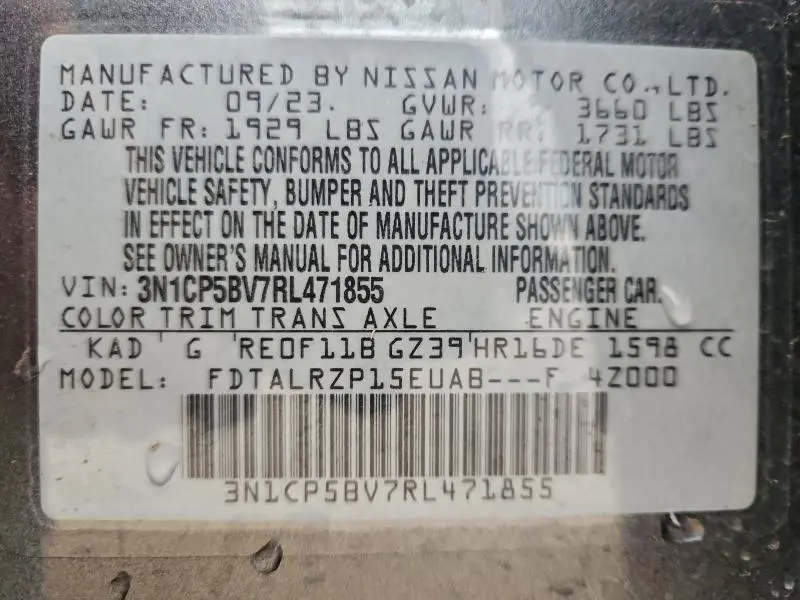 MANUFACTURED BY NISSAN MOTOR CO., LTD.
DATE: 09/23. GVWR: 3660 LBS
GAWR FR: 1929 LBS GAWR RR: 1731 LBS
THIS VEHICLE CONFORMS TO ALL APPLICABLE FEDERAL MOTOR
VEHICLE SAFETY, BUMPER AND THEFT PREVENTION STANDARDS
IN EFFECT ON THE DATE OF MANUFACTURE SHOWN ABOVE.
SEE OWNER'S MANUAL FOR ADDITIONAL INFORMATION.
VIN: 3N1CP5BV7RL471855 PASSENGER CAR.
COLOR TRIM TRANS AXLE ENGINE
KAD G RE0F11B GZ39 HR16DE 1598 CC
MODEL: FDTALRZP15EUAB---F 4Z000
3N1CP5BV7RL471855